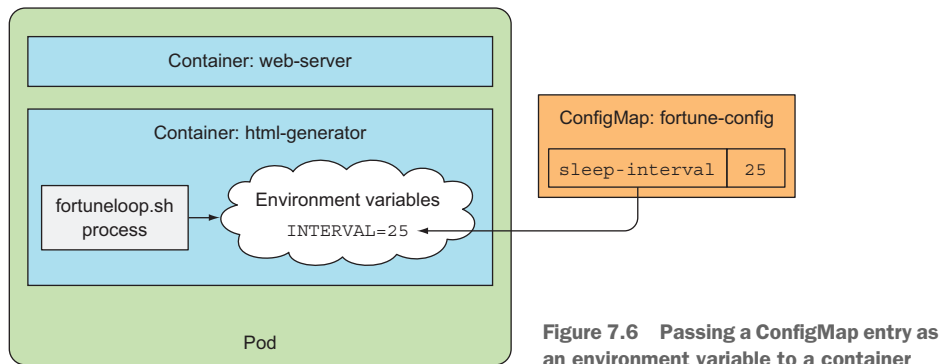 Container: web-server
Container: html-generator
fortuneloop.sh
process
Environment variables
INTERVAL=25
Pod
ConfigMap: fortune-config
sleep-interval 25
Figure 7.6 Passing a ConfigMap entry as
an environment variable to a container